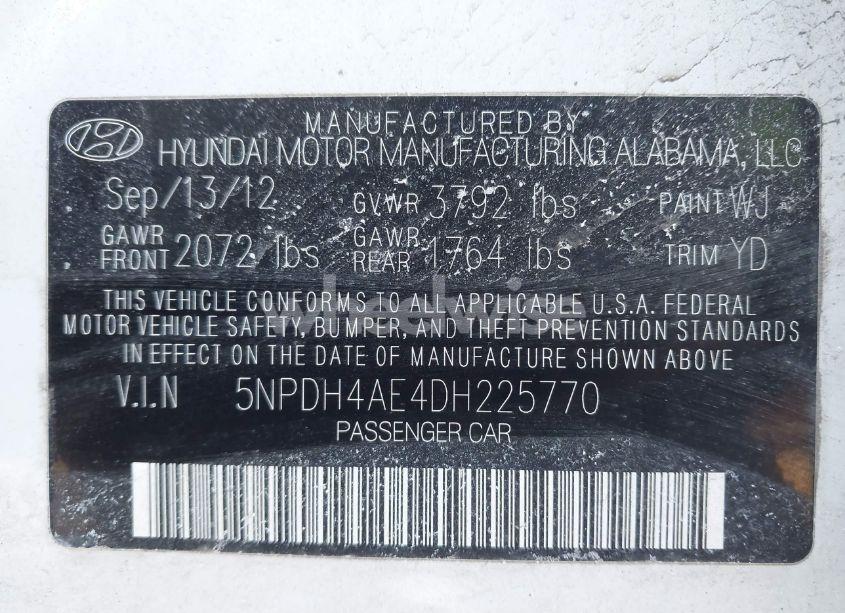 MANUFACTURED BY
HYUNDAI MOTOR MANUFACTURING ALABAMA, LLC
Sep/13/12 GVWR 3792 lbs PAINT WJ
GAWR FRONT 2072 lbs GAWR REAR 1764 lbs TRIM YD
THIS VEHICLE CONFORMS TO ALL APPLICABLE U.S.A. FEDERAL
MOTOR VEHICLE SAFETY, BUMPER, AND THEFT PREVENTION STANDARDS
IN EFFECT ON THE DATE OF MANUFACTURE SHOWN ABOVE
V.I.N 5NPDH4AE4DH225770
PASSENGER CAR
wheelwise